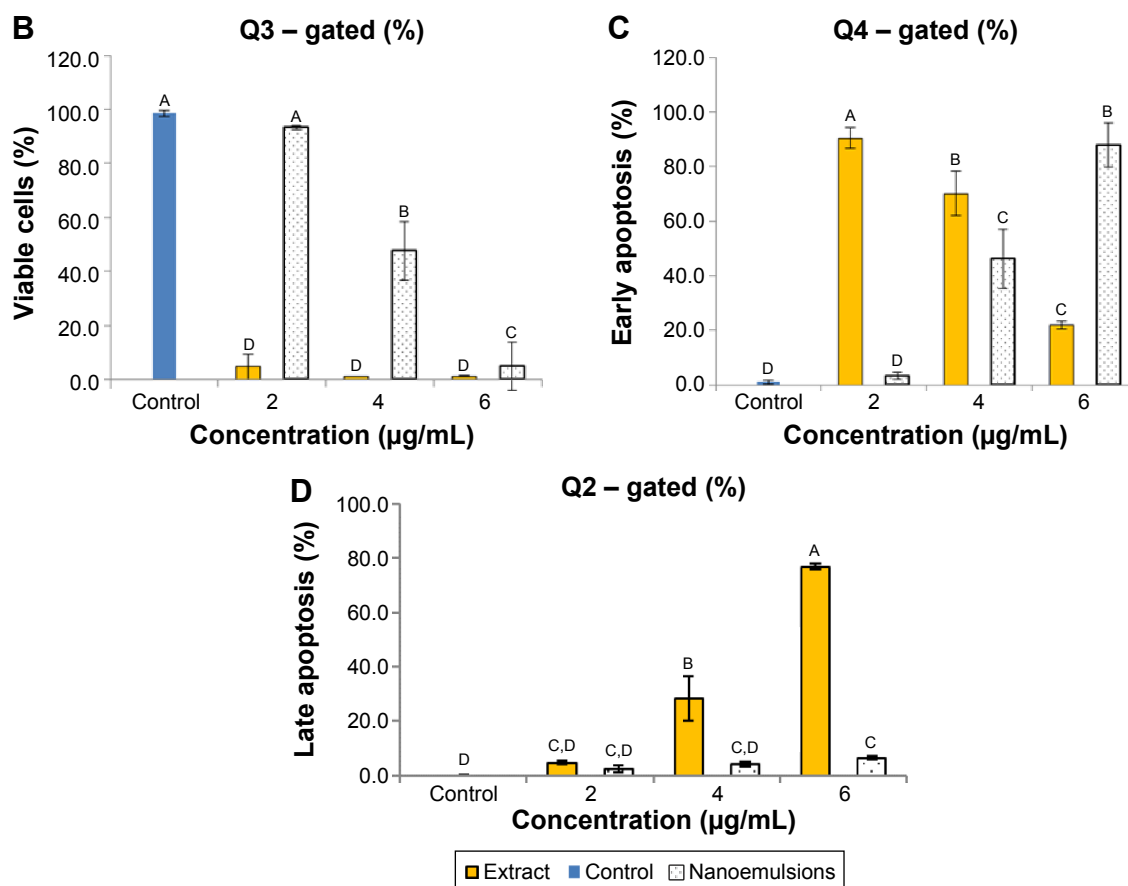 B
Q3 – gated (%)
120.0
100.0
80.0
60.0
40.0
20.0
0.0
Viable cells (%)
A
D
A
D
B
D
C
Control
2
4
6
Concentration (µg/mL)
C
Q4 – gated (%)
120.0
100.0
80.0
60.0
40.0
20.0
0.0
Early apoptosis (%)
D
A
D
B
C
C
B
Control
2
4
6
Concentration (µg/mL)
D
Q2 – gated (%)
100.0
80.0
60.0
40.0
20.0
0.0
Late apoptosis (%)
D
C,D
C,D
B
C,D
A
C
Control
2
4
6
Concentration (µg/mL)
Extract Control Nanoemulsions